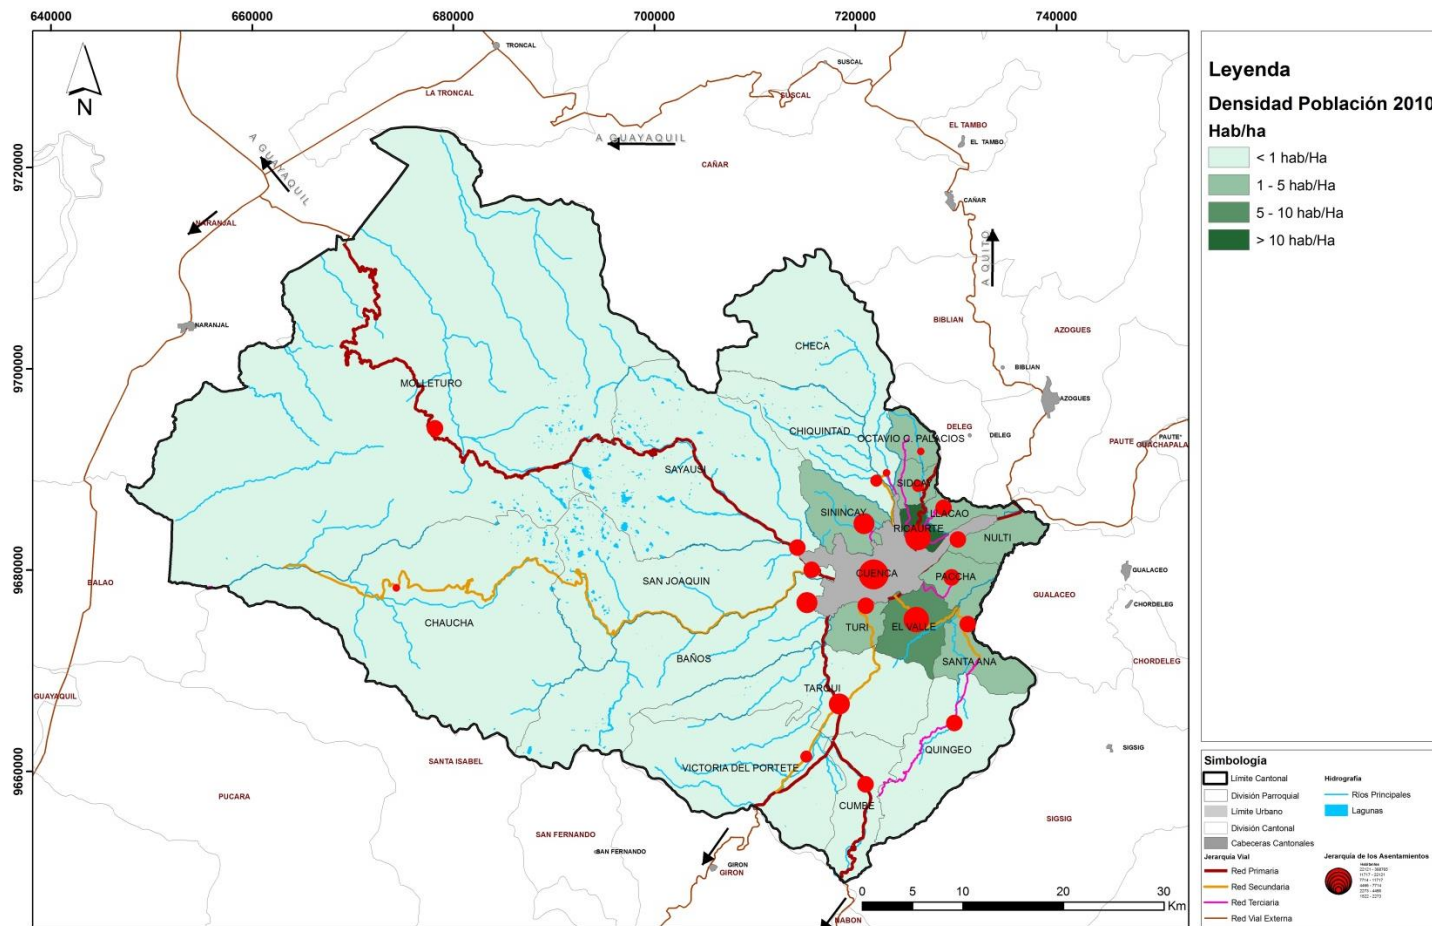 640000 660000 680000 700000 720000 740000
9720000
9700000
9680000
9660000
N
TRONCAL
LA TRONCAL
SUSCAL
SUSCAL
EL TAMBO
EL TAMBO
A GUAYAQUIL
A GUAYAQUIL
CAÑAR
CAÑAR
NARANJAL
NARANJAL
A QUITO
BIBLIAN
BIBLIAN
AZOGUES
AZOGUES
DELEG
DELEG
PAUTE
PAUTE
GUACHAPALA
CHECA
MOLLETURO
CHIQUINTAD
OCTAVIO C. PALACIOS
SAYAUSI
SIDCAY
SININCAY
LLACAO
RICAURTE
NULTI
CUENCA
PACCHA
SAN JOAQUIN
CHAUCHA
TURI
EL VALLE
BAÑOS
SANTA ANA
TARQUI
QUINGEO
VICTORIA DEL PORTETE
CUMBE
BALAO
GUAYAQUIL
GUALACEO
GUALACEO
CHORDELEG
CHORDELEG
SIGSIG
SIGSIG
SANTA ISABEL
PUCARA
SAN FERNANDO
SAN FERNANDO
GIRON
GIRON
NABON
0 5 10 20 30
Km
Leyenda
Densidad Población 2010
Hab/ha
< 1 hab/Ha
1 - 5 hab/Ha
5 - 10 hab/Ha
> 10 hab/Ha
Simbología
Límite Cantonal
División Parroquial
Límite Urbano
División Cantonal
Cabeceras Cantonales
Hidrografía
Ríos Principales
Lagunas
Jerarquía Vial
Red Primaria
Red Secundaria
Red Terciaria
Red Vial Externa
Jerarquía de los Asentamientos
Habitantes